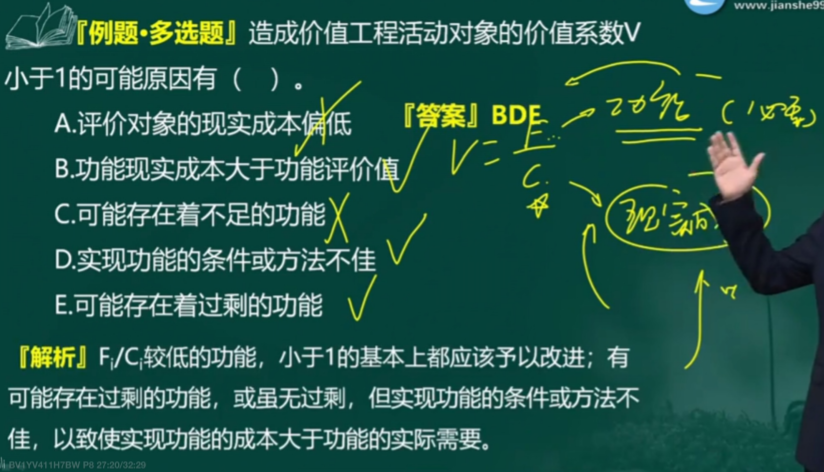 www.jianshe99
『例题·多选题』造成价值工程活动对象的价值系数V
小于1的可能原因有（ ）。
A.评价对象的现实成本偏低
『答案』BDE
B.功能现实成本大于功能评价值
C.可能存在着不足的功能
D.实现功能的条件或方法不佳
E.可能存在着过剩的功能
V=F/C
功能
(必要)
『解析』Fi/Ci较低的功能，小于1的基本上都应该予以改进；有
可能存在过剩的功能，或虽无过剩，但实现功能的条件或方法不
佳，以致使实现功能的成本大于功能的实际需要。
BV1YV411H7BW P6 27:20/32:29